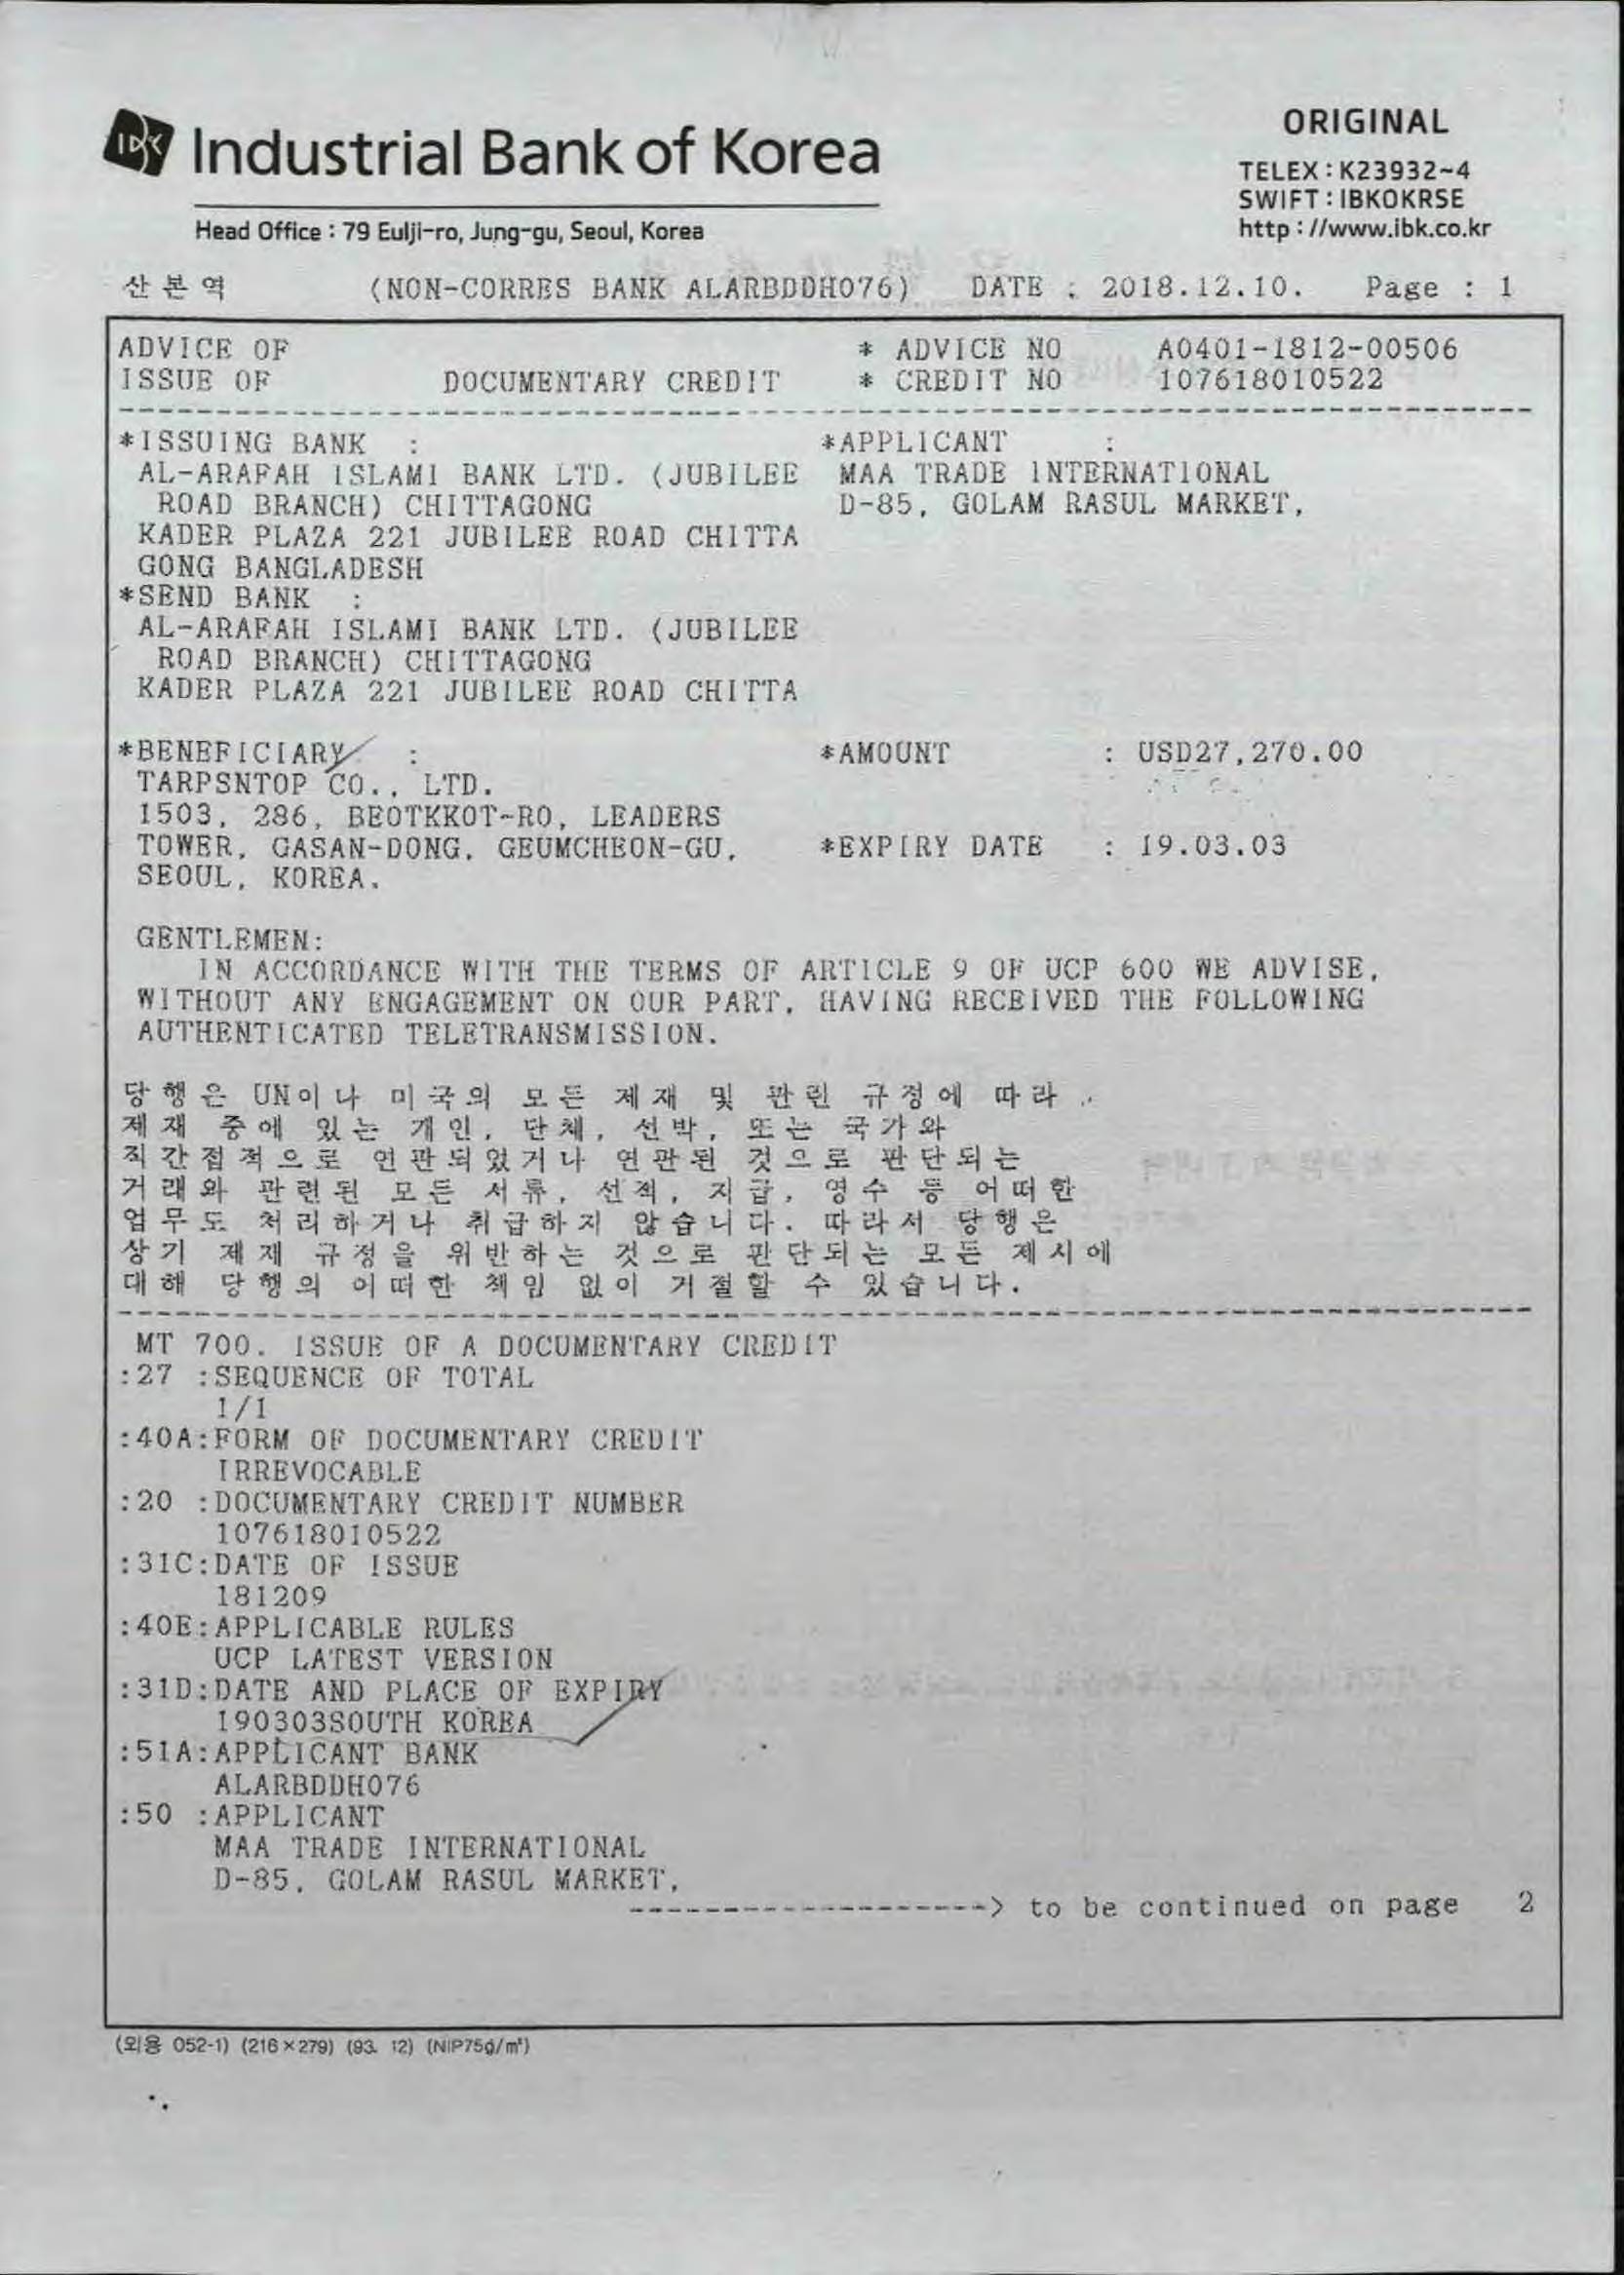 IBK Industrial Bank of Korea
ORIGINAL
TELEX : K23932~4
SWIFT : IBKOKRSE
http : //www.ibk.co.kr
Head Office : 79 Eulji-ro, Jung-gu, Seoul, Korea
산본역 (NON-CORRES BANK ALARBDDH076) DATE : 2018.12.10. Page : 1
ADVICE OF * ADVICE NO A0401-1812-00506
ISSUE OF DOCUMENTARY CREDIT * CREDIT NO 107618010522
*ISSUING BANK : *APPLICANT :
AL-ARAFAH ISLAMI BANK LTD. (JUBILEE MAA TRADE INTERNATIONAL
ROAD BRANCH) CHITTAGONG D-85, GOLAM RASUL MARKET,
KADER PLAZA 221 JUBILEE ROAD CHITTA
GONG BANGLADESH
*SEND BANK :
AL-ARAFAH ISLAMI BANK LTD. (JUBILEE
ROAD BRANCH) CHITTAGONG
KADER PLAZA 221 JUBILEE ROAD CHITTA
*BENEFICIARY : *AMOUNT : USD27,270.00
TARPSNTOP CO., LTD.
1503, 286, BEOTKKOT-RO, LEADERS
TOWER, GASAN-DONG, GEUMCHEON-GU, *EXPIRY DATE : 19.03.03
SEOUL, KOREA.
GENTLEMEN:
IN ACCORDANCE WITH THE TERMS OF ARTICLE 9 OF UCP 600 WE ADVISE,
WITHOUT ANY ENGAGEMENT ON OUR PART, HAVING RECEIVED THE FOLLOWING
AUTHENTICATED TELETRANSMISSION.
당행은 UN이나 미국의 모든 제재 및 관련 규정에 따라
제재 중에 있는 개인, 단체, 선박, 또는 국가와
직간접적으로 연관되었거나 연관된 것으로 판단되는
거래와 관련된 모든 서류, 선적, 지급, 영수 등 어떠한
업무도 처리하거나 취급하지 않습니다. 따라서 당행은
상기 제재 규정을 위반하는 것으로 판단되는 모든 제시에
대해 당행의 어떠한 책임 없이 거절할 수 있습니다.
MT 700. ISSUE OF A DOCUMENTARY CREDIT
:27 :SEQUENCE OF TOTAL
1/1
:40A:FORM OF DOCUMENTARY CREDIT
IRREVOCABLE
:20 :DOCUMENTARY CREDIT NUMBER
107618010522
:31C:DATE OF ISSUE
181209
:40E:APPLICABLE RULES
UCP LATEST VERSION
:31D:DATE AND PLACE OF EXPIRY
190303SOUTH KOREA
:51A:APPLICANT BANK
ALARBDDH076
:50 :APPLICANT
MAA TRADE INTERNATIONAL
D-85, GOLAM RASUL MARKET,
--------------------> to be continued on page 2
(외용 052-1) (216×279) (93. 12) (NIP75g/m²)